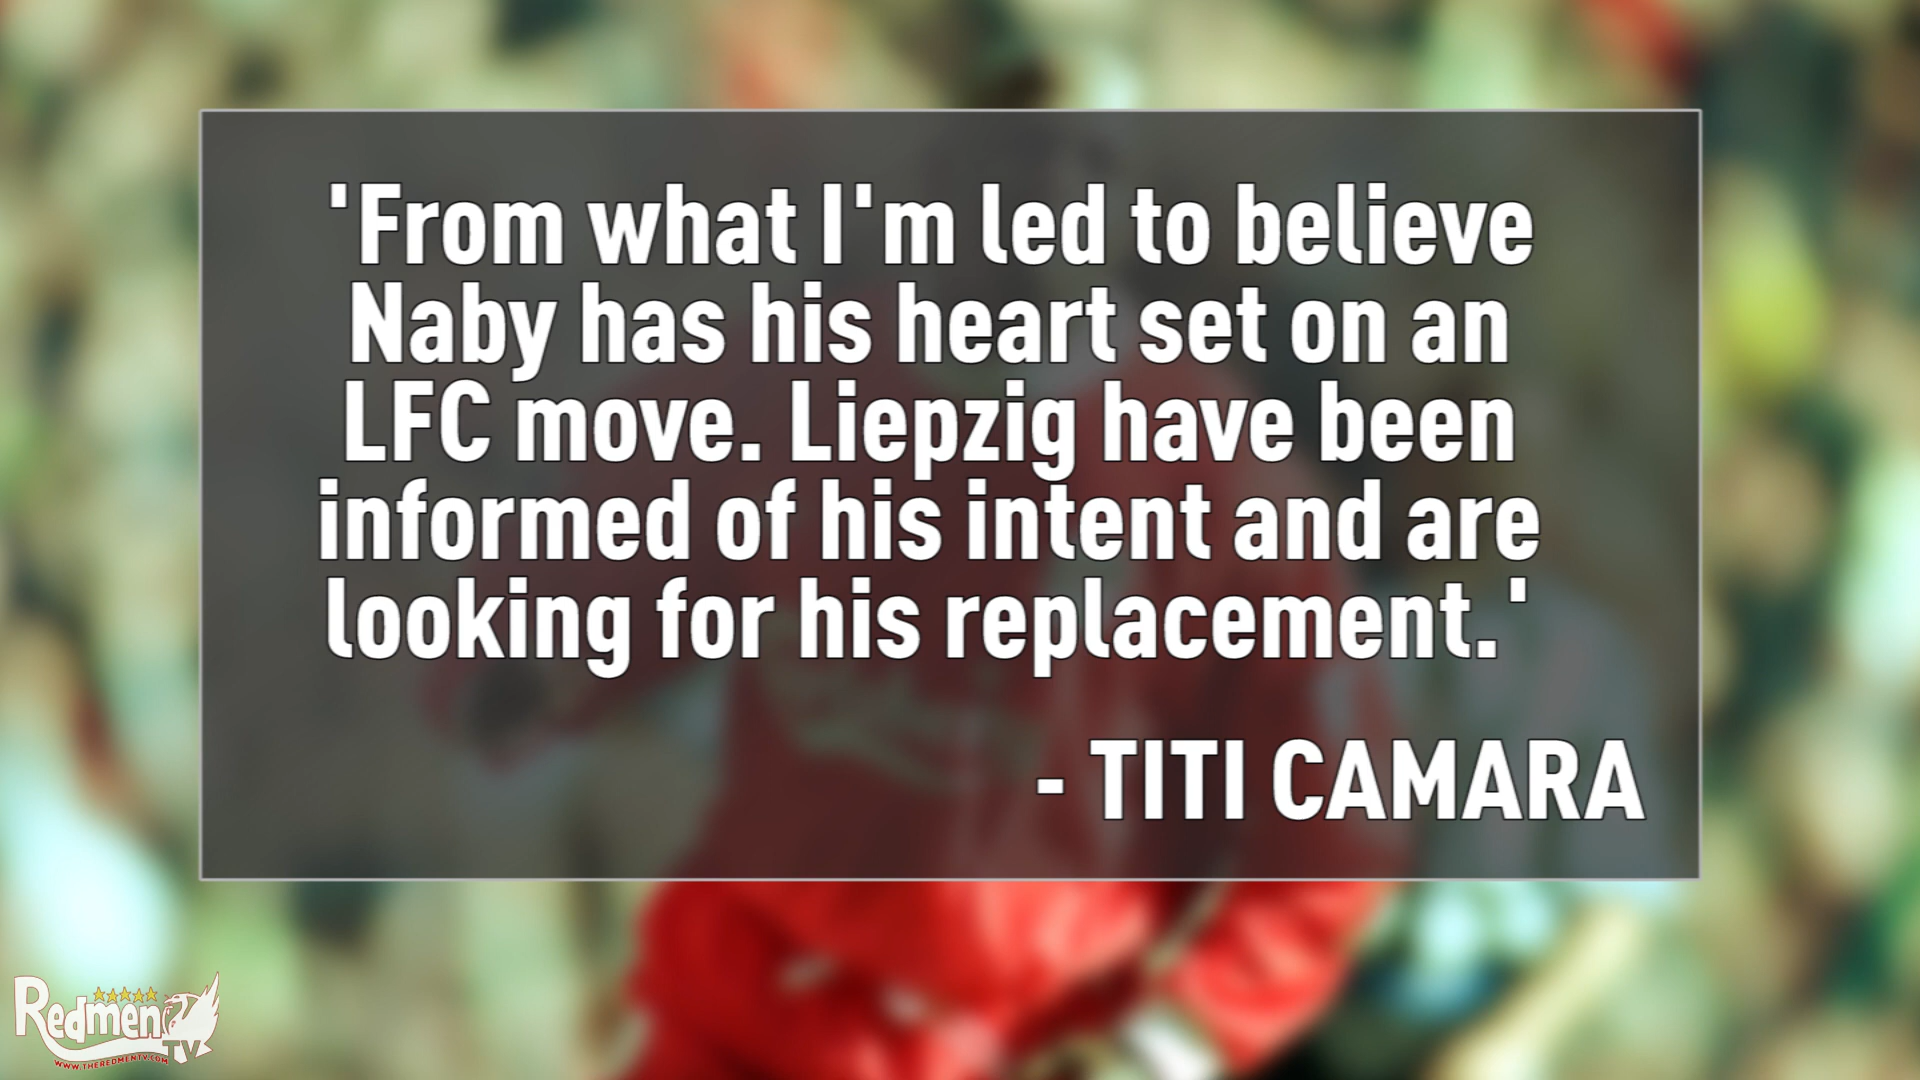 'From what I'm led to believe
Naby has his heart set on an
LFC move. Liepzig have been
informed of his intent and are
looking for his replacement.'
- TITI CAMARA
Redmen
TV
WWW.THEREDMENTV.COM